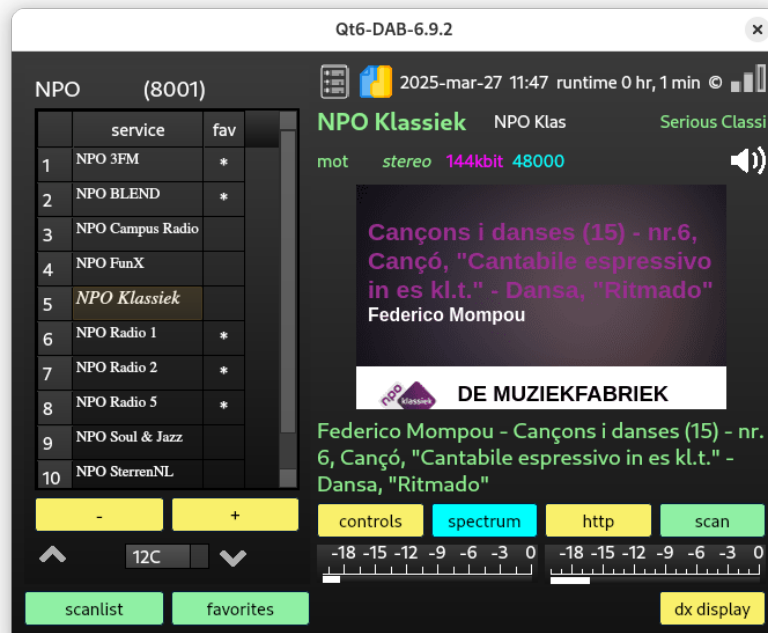 Qt6-DAB-6.9.2
NPO (8001)
2025-mar-27 11:47 runtime 0 hr, 1 min ©
service fav
1 NPO 3FM *
2 NPO BLEND *
3 NPO Campus Radio
4 NPO FunX
5 NPO Klassiek
6 NPO Radio 1 *
7 NPO Radio 2 *
8 NPO Radio 5 *
9 NPO Soul & Jazz
10 NPO SterrenNL
- +
12C
scanlist favorites
NPO Klassiek NPO Klas Serious Classi
mot stereo 144kbit 48000
Cançons i danses (15) - nr.6,
Cançó, "Cantabile espressivo
in es kl.t." - Dansa, "Ritmado"
Federico Mompou
npo klassiek DE MUZIEKFABRIEK
Federico Mompou - Cançons i danses (15) - nr.
6, Cançó, "Cantabile espressivo in es kl.t." -
Dansa, "Ritmado"
controls spectrum http scan
-18 -15 -12 -9 -6 -3 0 -18 -15 -12 -9 -6 -3 0
dx display